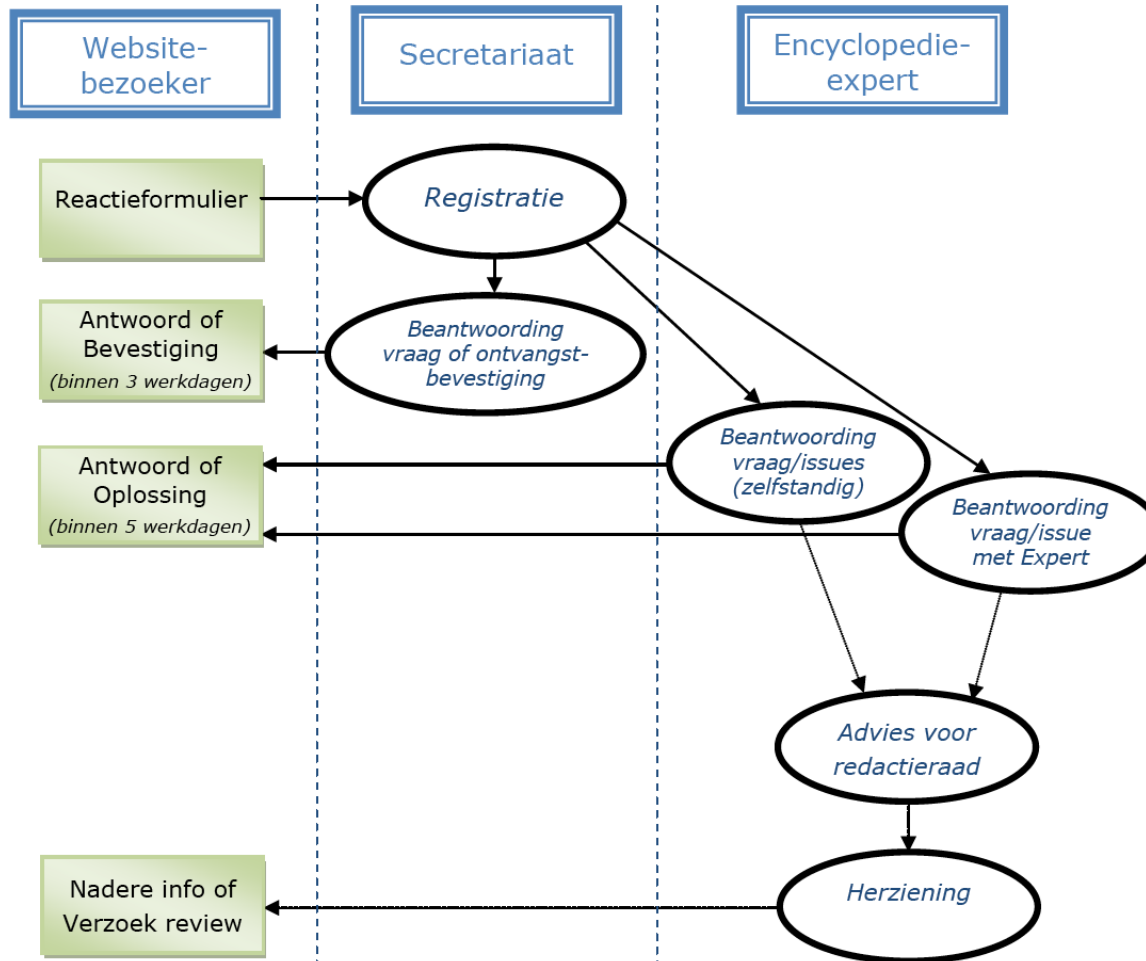 Website-
bezoeker
Secretariaat
Encyclopedie-
expert
Reactieformulier
Registratie
Antwoord of
Bevestiging
(binnen 3 werkdagen)
Beantwoording
vraag of ontvangst-
bevestiging
Antwoord of
Oplossing
(binnen 5 werkdagen)
Beantwoording
vraag/issues
(zelfstandig)
Beantwoording
vraag/issue
met Expert
Advies voor
redactieraad
Nadere info of
Verzoek review
Herziening